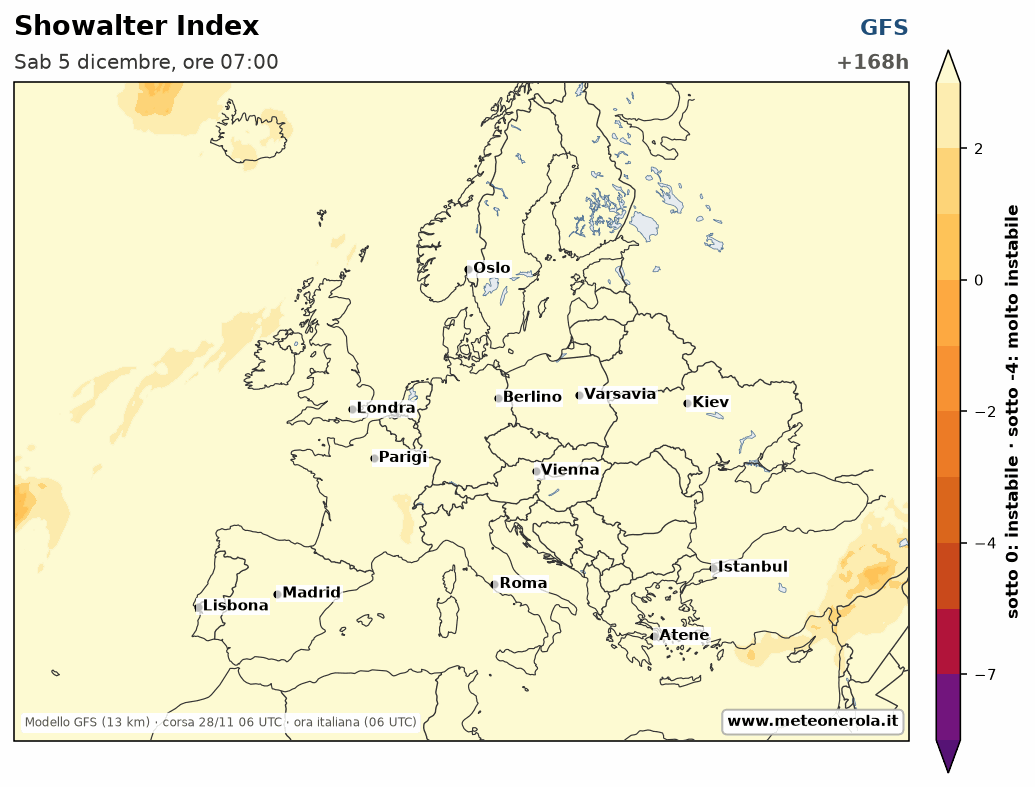 Showalter Index
GFS
Sab 5 dicembre, ore 07:00
+168h
Oslo
Berlino
Varsavia
Kiev
Londra
Parigi
Vienna
Istanbul
Roma
Madrid
Lisbona
Atene
Modello GFS (13 km) · corsa 28/11 06 UTC · ora italiana (06 UTC)
www.meteonerola.it
2
0
−2
−4
−7
sotto 0: instabile · sotto -4: molto instabile